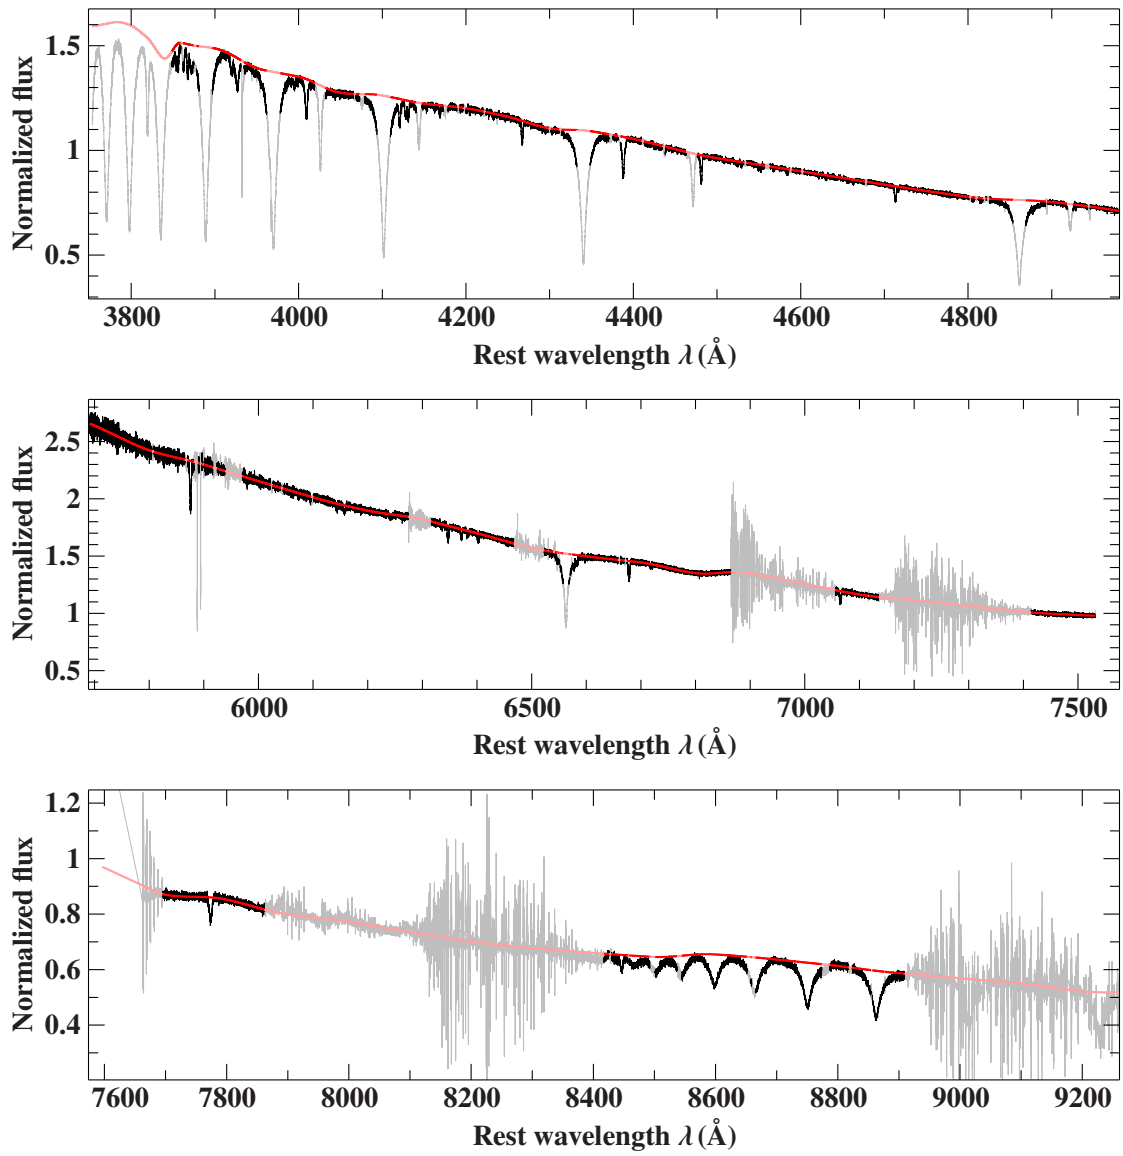 Normalized flux
1.5
1
0.5
3800 4000 4200 4400 4600 4800
Rest wavelength λ (Å)
Normalized flux
2.5
2
1.5
1
0.5
6000 6500 7000 7500
Rest wavelength λ (Å)
Normalized flux
1.2
1
0.8
0.6
0.4
7600 7800 8000 8200 8400 8600 8800 9000 9200
Rest wavelength λ (Å)